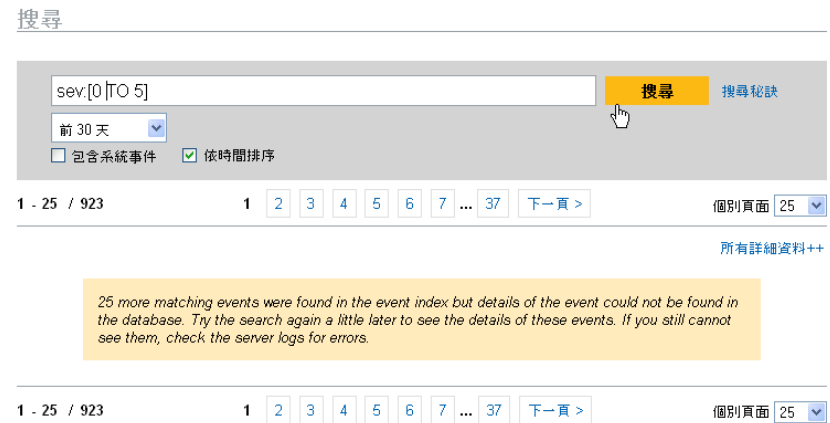 搜尋
sev:[0 TO 5]
搜尋
搜尋秘訣
前 30 天
包含系統事件
依時間排序
1 - 25 / 923
1 2 3 4 5 6 7 ... 37 下一頁 >
個別頁面 25
所有詳細資料++
25 more matching events were found in the event index but details of the event could not be found in
the database. Try the search again a little later to see the details of these events. If you still cannot
see them, check the server logs for errors.
1 - 25 / 923
1 2 3 4 5 6 7 ... 37 下一頁 >
個別頁面 25